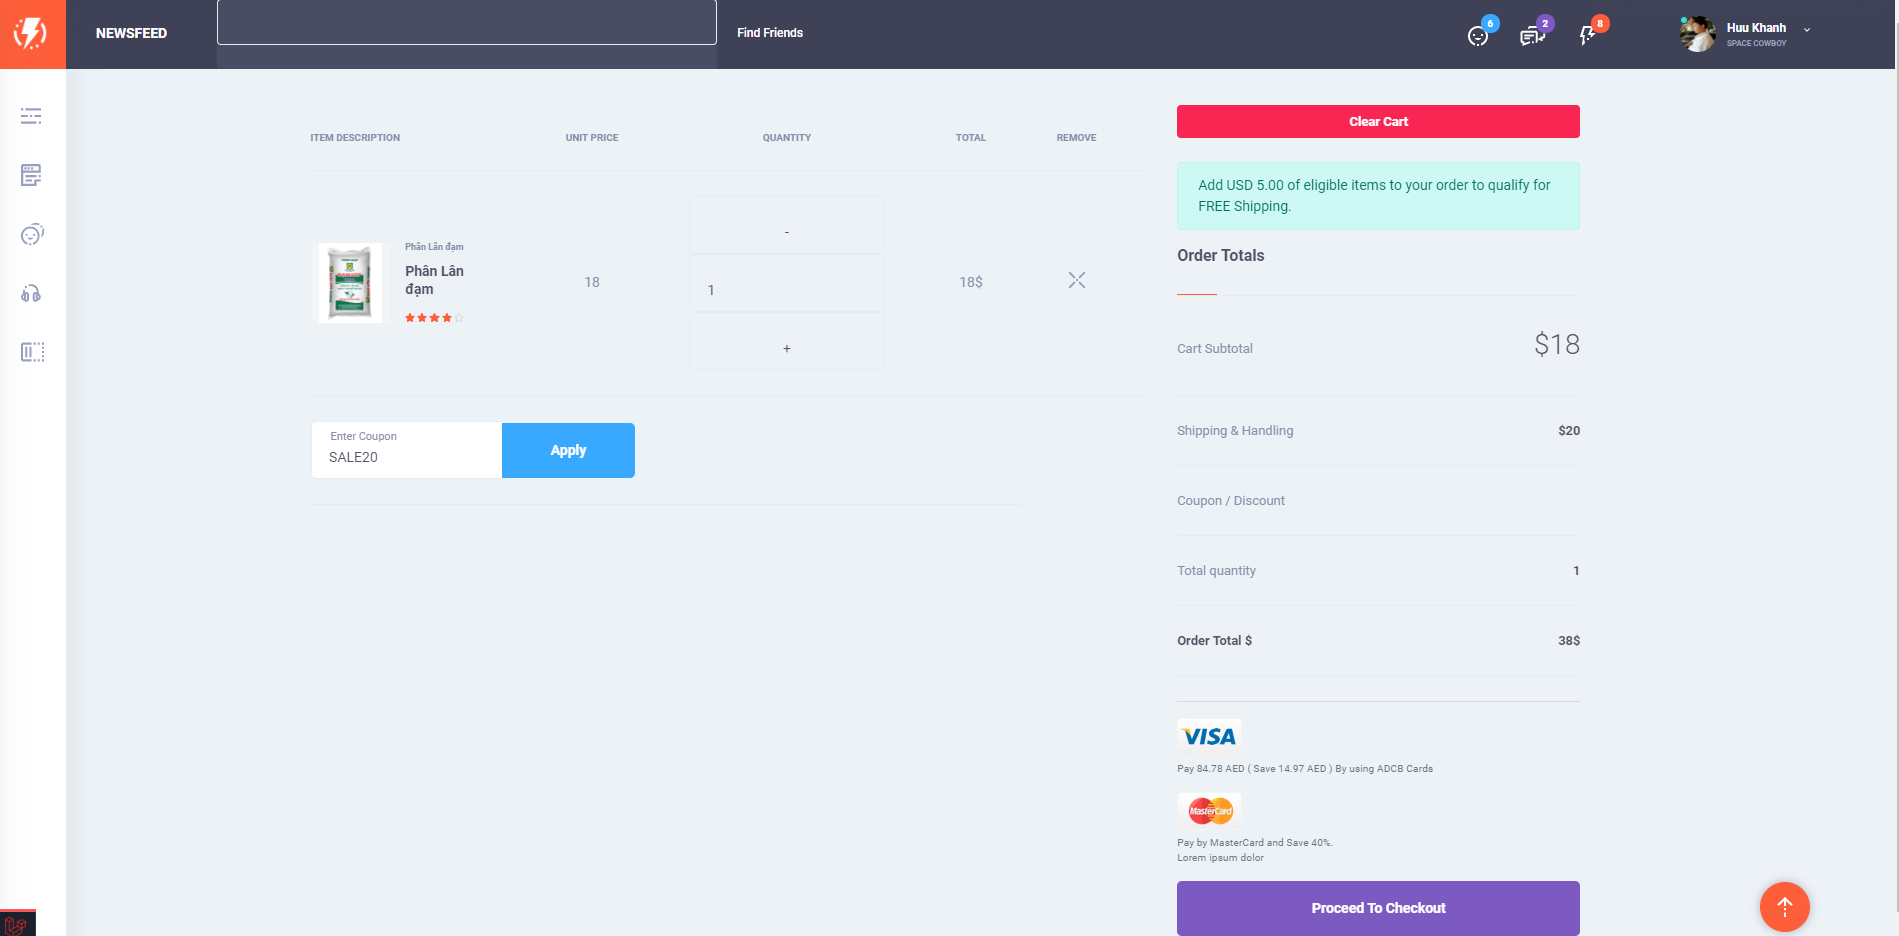 NEWSFEED
Find Friends
6
2
8
Huu Khanh
SPACE COWBOY
ITEM DESCRIPTION
UNIT PRICE
QUANTITY
TOTAL
REMOVE
Phân Lân đạm
Phân Lân
đạm
18
-
1
+
18$
Enter Coupon
SALE20
Apply
Clear Cart
Add USD 5.00 of eligible items to your order to qualify for
FREE Shipping.
Order Totals
Cart Subtotal
$18
Shipping & Handling
$20
Coupon / Discount
Total quantity
1
Order Total $
38$
VISA
Pay 84.78 AED ( Save 14.97 AED ) By using ADCB Cards
MasterCard
Pay by MasterCard and Save 40%.
Lorem ipsum dolor
Proceed To Checkout